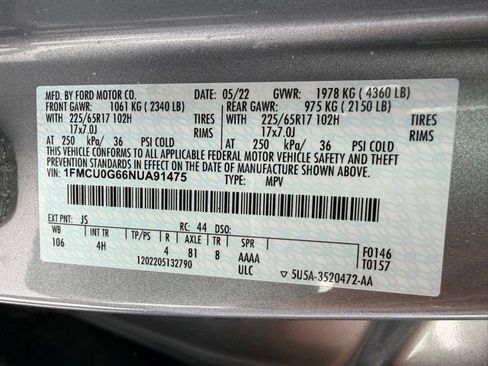 MFD. BY FORD MOTOR CO. 05/22 GVWR: 1978 KG ( 4360 LB)
FRONT GAWR: 1061 KG ( 2340 LB) REAR GAWR: 975 KG ( 2150 LB)
WITH 225/65R17 102H TIRES WITH 225/65R17 102H TIRES
17x7.0J RIMS 17x7.0J RIMS
AT 250 kPa/ 36 PSI COLD AT 250 kPa/ 36 PSI COLD
THIS VEHICLE CONFORMS TO ALL APPLICABLE FEDERAL MOTOR VEHICLE SAFETY AND THEFT
PREVENTION STANDARDS IN EFFECT ON THE DATE OF MANUFACTURE SHOWN ABOVE.
VIN: 1FMCU0G66NUA91475 TYPE: MPV
EXT PNT: JS RC: 44 DSO:
WB INT TR TP/PS R AXLE TR SPR F0146
106 4H 4 81 8 AAA T0157
1202205132790 ULC 5U5A-3520472-AA